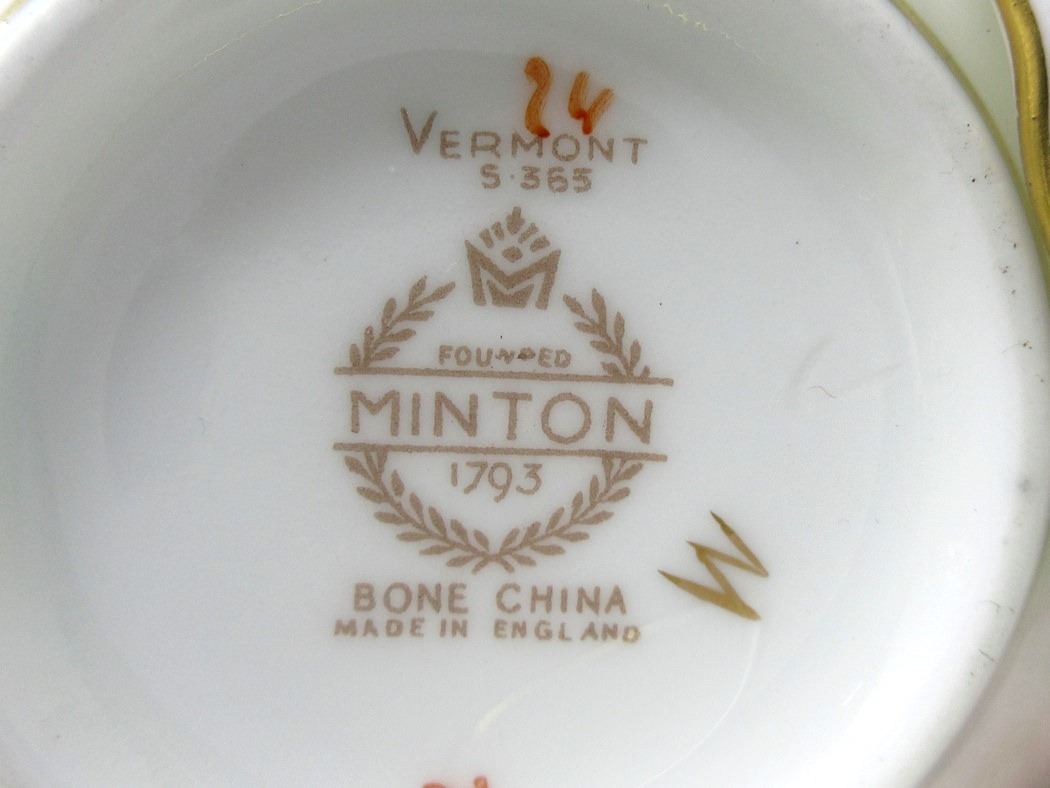 24
VERMONT
S·365
M
FOUNDED
MINTON
1793
BONE CHINA
MADE IN ENGLAND